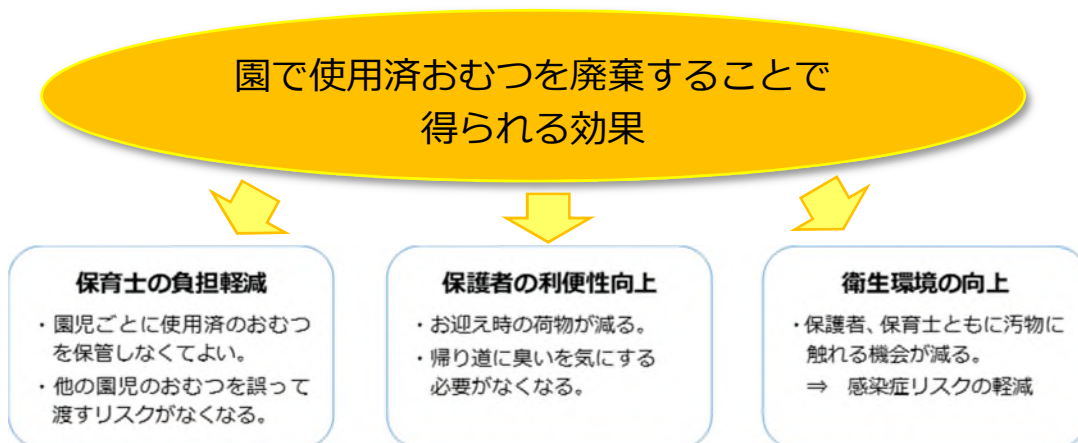 園で使用済おむつを廃棄することで
得られる効果
保育士の負担軽減
・園児ごとに使用済のおむつ
を保管しなくてよい。
・他の園児のおむつを誤って
渡すリスクがなくなる。
保護者の利便性向上
・お迎え時の荷物が減る。
・帰り道に臭いを気にする
必要がなくなる。
衛生環境の向上
・保護者、保育士ともに汚物に
触れる機会が減る。
⇒ 感染症リスクの軽減